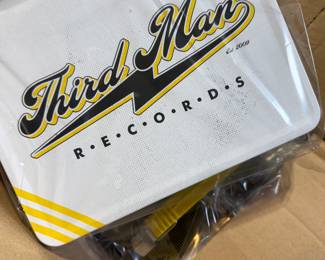 Third Man
Est 2009
R•E•C•O•R•D•S